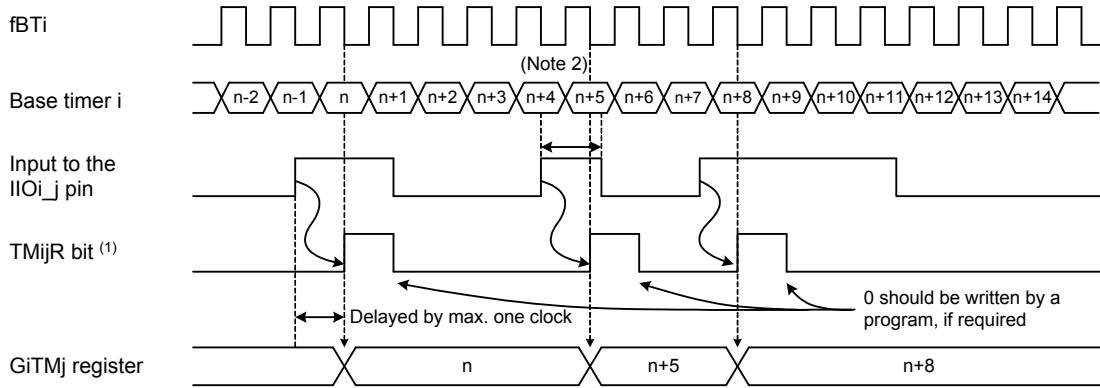 fBTi
(Note 2)
Base timer i
n-2 n-1 n n+1 n+2 n+3 n+4 n+5 n+6 n+7 n+8 n+9 n+10 n+11 n+12 n+13 n+14
Input to the
IIOi_j pin
TMijR bit (1)
Delayed by max. one clock
0 should be written by a
program, if required
GiTMj register
n n+5 n+8